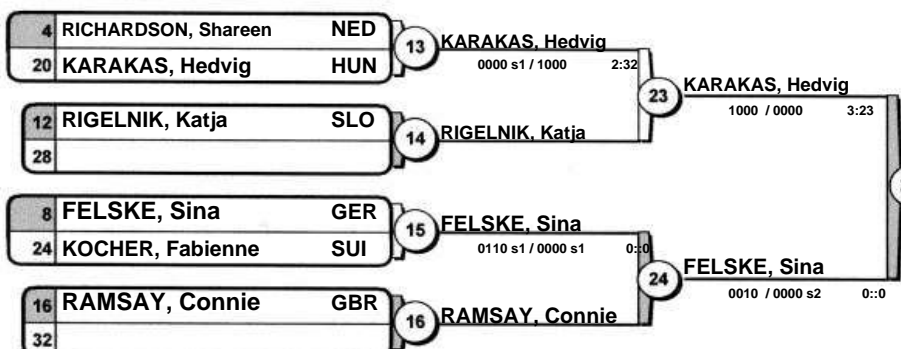 4 RICHARDSON, Shareen NED
20 KARAKAS, Hedvig HUN
13
KARAKAS, Hedvig
0000 s1 / 1000 2:32
12 RIGELNIK, Katja SLO
28
14
RIGELNIK, Katja
23
KARAKAS, Hedvig
1000 / 0000 3:23
8 FELSKE, Sina GER
24 KOCHER, Fabienne SUI
15
FELSKE, Sina
0110 s1 / 0000 s1 0::0
16 RAMSAY, Connie GBR
32
16
RAMSAY, Connie
24
FELSKE, Sina
0010 / 0000 s2 0::0